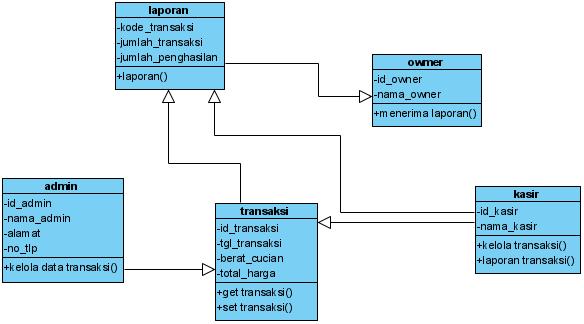 laporan
-kode_transaksi
-jumlah_transaksi
-jumlah_penghasilan
+laporan()
owmer
-id_owner
-nama_owner
+menerima laporan()
admin
-id_admin
-nama_admin
-alamat
-no_tlp
+kelola data transaksi()
transaksi
-id_transaksi
-tgl_transaksi
-berat_cucian
-total_harga
+get transaksi()
+set transaksi()
kasir
-id_kasir
-nama_kasir
+kelola transaksi()
+laporan transaksi()